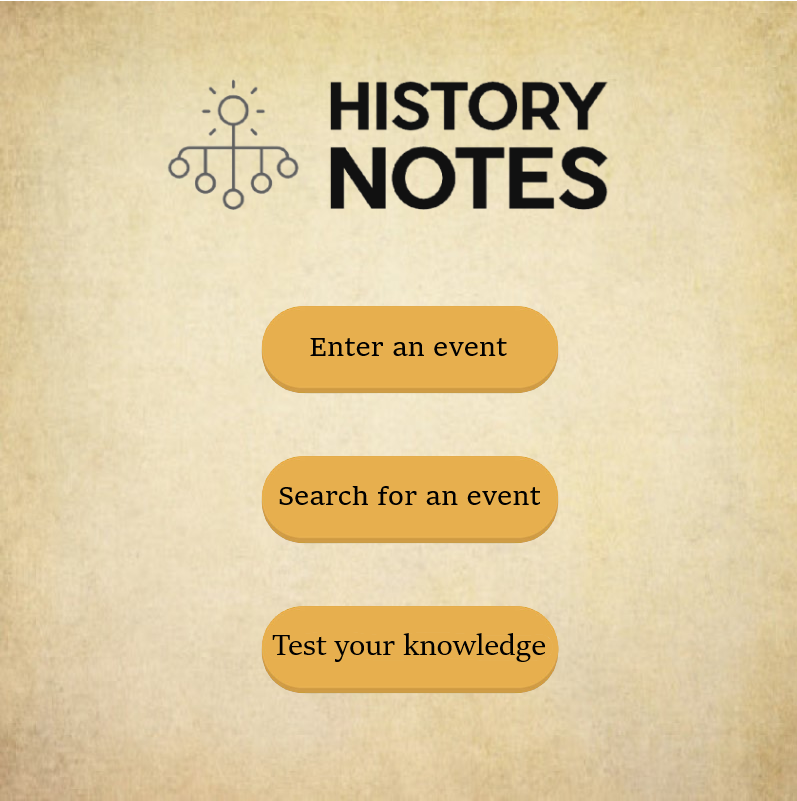 HISTORY
NOTES
Enter an event
Search for an event
Test your knowledge